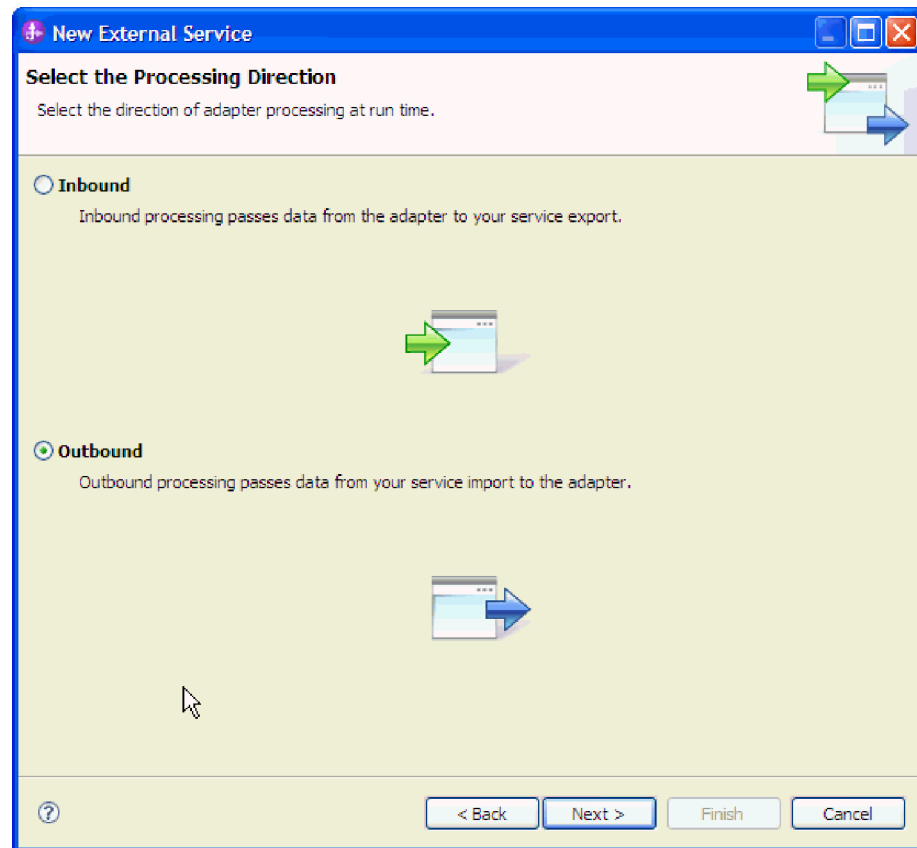 New External Service
Select the Processing Direction
Select the direction of adapter processing at run time.
Inbound
Inbound processing passes data from the adapter to your service export.
Outbound
Outbound processing passes data from your service import to the adapter.
?
< Back
Next >
Finish
Cancel